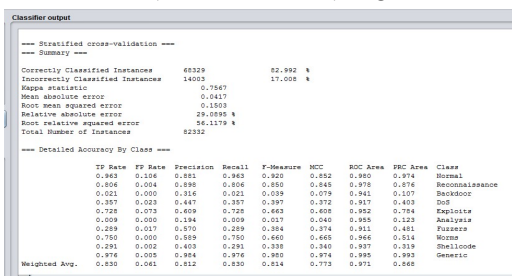 Classifier output
=== Stratified cross-validation ===
=== Summary ===
Correctly Classified Instances 68329 82.992 %
Incorrectly Classified Instances 14003 17.008 %
Kappa statistic 0.7567
Mean absolute error 0.0417
Root mean squared error 0.1503
Relative absolute error 29.0895 %
Root relative squared error 56.1179 %
Total Number of Instances 82332
=== Detailed Accuracy By Class ===
TP Rate FP Rate Precision Recall F-Measure MCC ROC Area PRC Area Class
0.963 0.106 0.881 0.963 0.920 0.852 0.980 0.974 Normal
0.806 0.004 0.898 0.806 0.850 0.845 0.978 0.876 Reconnaissance
0.021 0.000 0.316 0.021 0.039 0.079 0.941 0.107 Backdoor
0.357 0.023 0.447 0.357 0.397 0.372 0.917 0.403 DoS
0.728 0.073 0.609 0.728 0.663 0.608 0.952 0.784 Exploits
0.009 0.000 0.194 0.009 0.017 0.040 0.955 0.123 Analysis
0.289 0.017 0.570 0.289 0.384 0.374 0.911 0.481 Fuzzers
0.750 0.000 0.589 0.750 0.660 0.665 0.966 0.514 Worms
0.291 0.002 0.403 0.291 0.338 0.340 0.937 0.319 Shellcode
0.976 0.005 0.984 0.976 0.980 0.974 0.995 0.993 Generic
Weighted Avg. 0.830 0.061 0.812 0.830 0.814 0.773 0.971 0.868